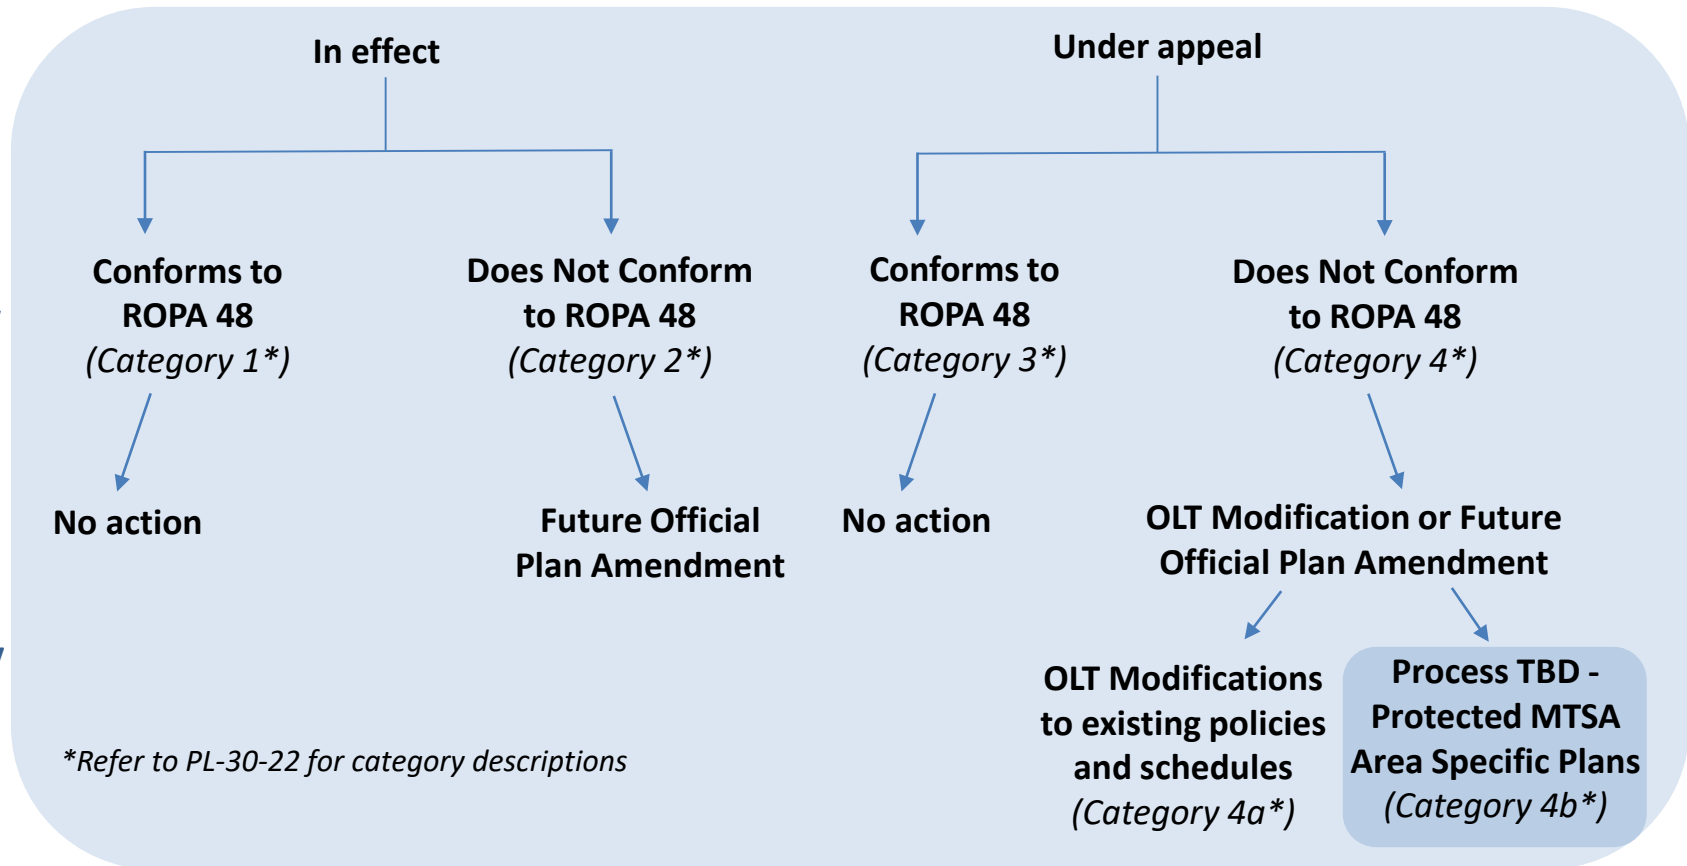 In effect
Under appeal
Conforms to
ROPA 48
(Category 1*)
Does Not Conform
to ROPA 48
(Category 2*)
Conforms to
ROPA 48
(Category 3*)
Does Not Conform
to ROPA 48
(Category 4*)
No action
Future Official
Plan Amendment
No action
OLT Modification or Future
Official Plan Amendment
OLT Modifications
to existing policies
and schedules
(Category 4a*)
Process TBD -
Protected MTSA
Area Specific Plans
(Category 4b*)
*Refer to PL-30-22 for category descriptions